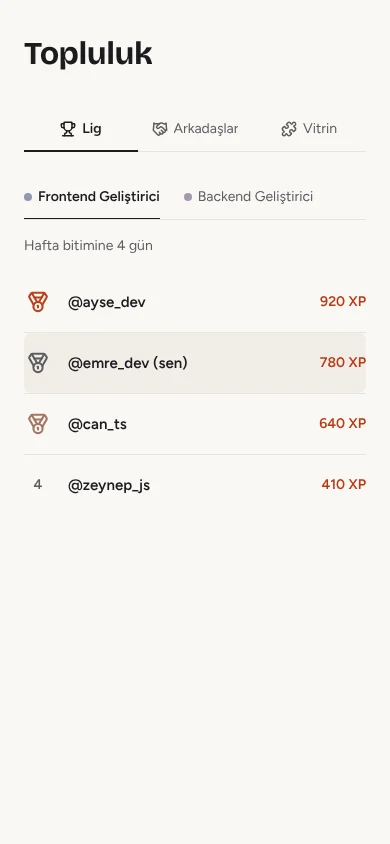 Topluluk
Lig Arkadaşlar Vitrin
Frontend Geliştirici Backend Geliştirici
Hafta bitimine 4 gün
@ayse_dev 920 XP
@emre_dev (sen) 780 XP
@can_ts 640 XP
4 @zeynep_js 410 XP